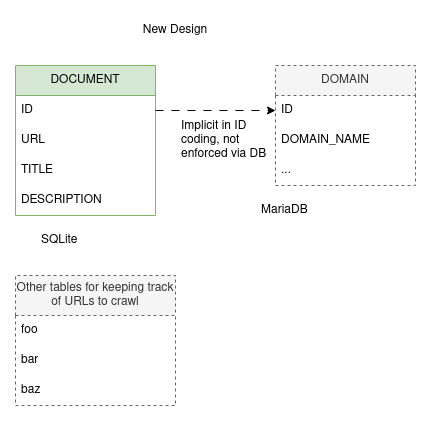 New Design
DOCUMENT
ID
URL
TITLE
DESCRIPTION
SQLite
Implicit in ID
coding, not
enforced via DB
DOMAIN
ID
DOMAIN_NAME
...
MariaDB
Other tables for keeping track
of URLs to crawl
foo
bar
baz